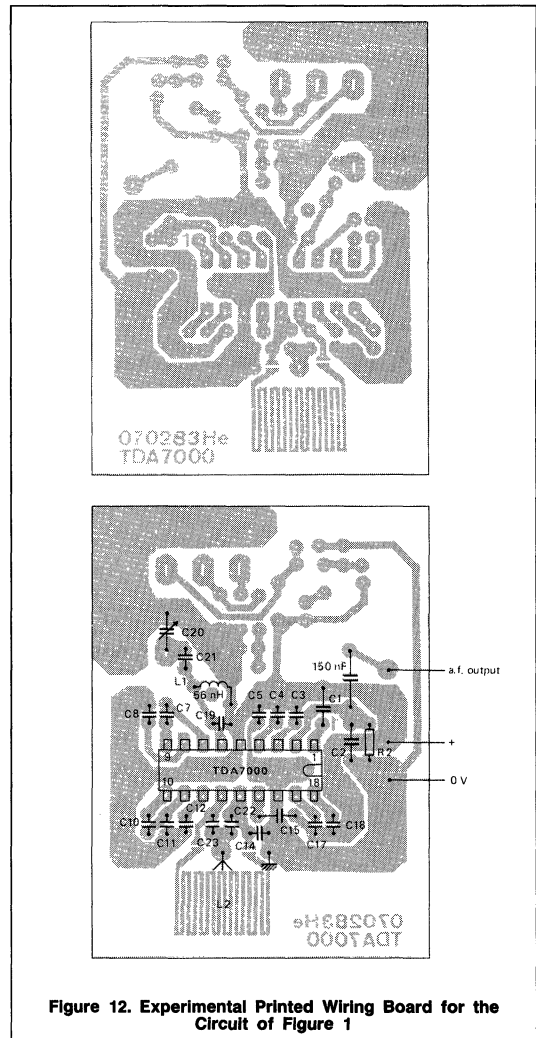 1
070283He
TDA7000
C20
C21
L1
56 nH
150 nF
a.f. output
C8
C7
C19
C5
C4
C3
C1
C2
R2
+
0 V
9
TDA7000
1
10
18
C10
C11
C12
C23
C22
C14
C15
C17
C18
L2
070283He
TDA7000
Figure 12. Experimental Printed Wiring Board for the
Circuit of Figure 1